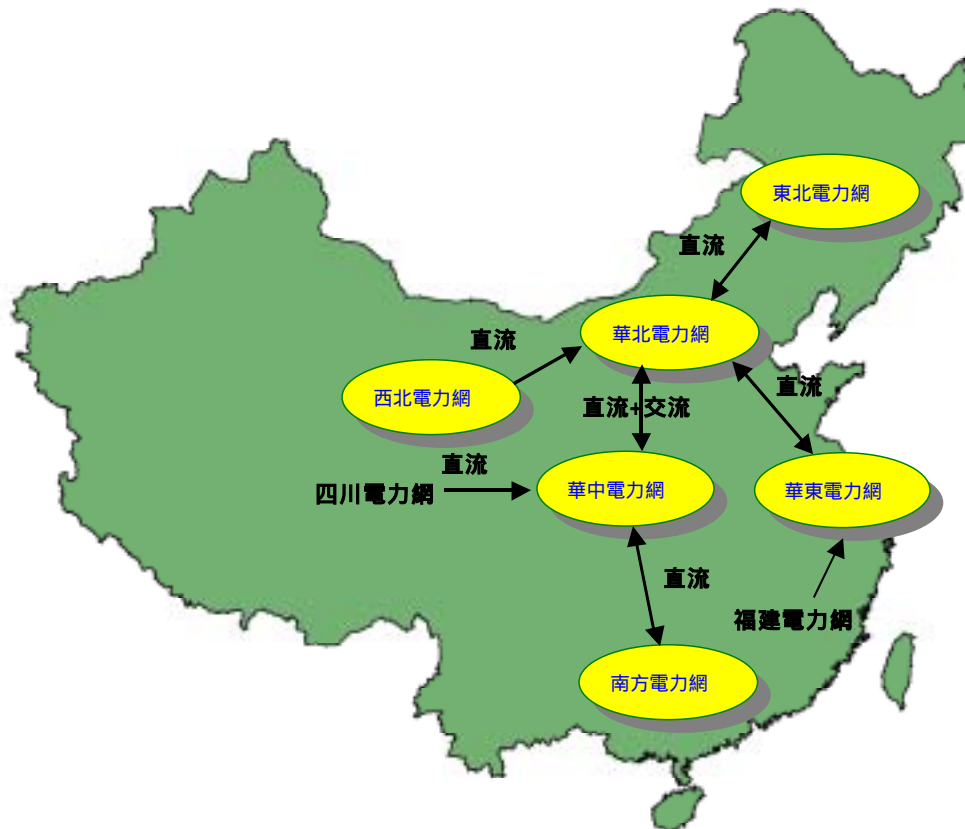 東北電力網
直流
華北電力網
直流
西北電力網
直流
直流+交流
直流
四川電力網
華中電力網
華東電力網
直流
福建電力網
南方電力網